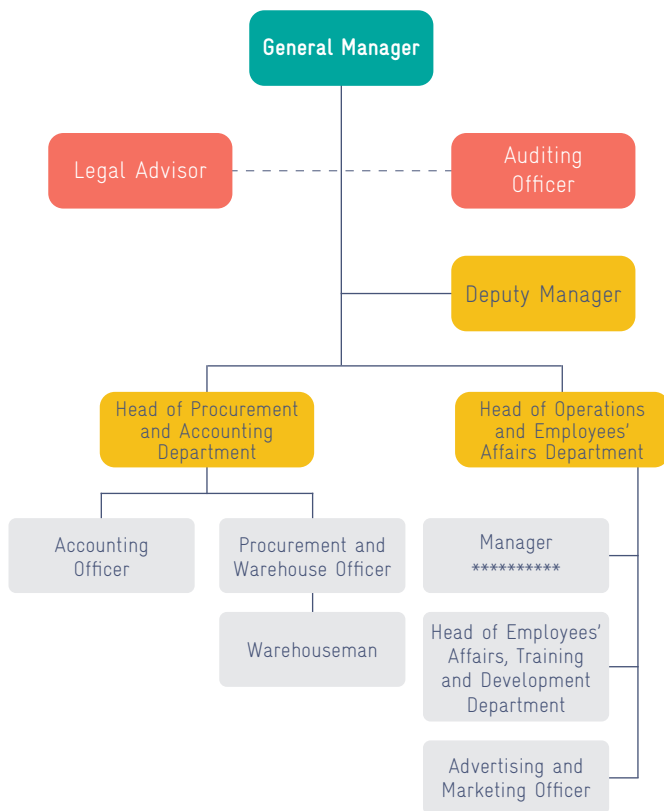 General Manager
Legal Advisor
Auditing
Officer
Deputy Manager
Head of Procurement
and Accounting
Department
Head of Operations
and Employees'
Affairs Department
Accounting
Officer
Procurement and
Warehouse Officer
Manager
**********
Warehouseman
Head of Employees'
Affairs, Training
and Development
Department
Advertising and
Marketing Officer